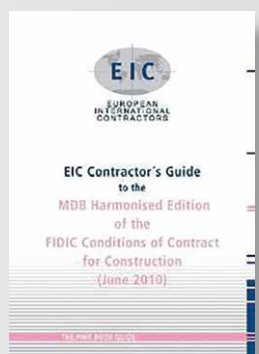 EIC
EUROPEAN
INTERNATIONAL
CONTRACTORS
EIC Contractor´s Guide
to the
MDB Harmonised Edition
of the
FIDIC Conditions of Contract
for Construction
(June 2010)
THE PINK BOOK GUIDE